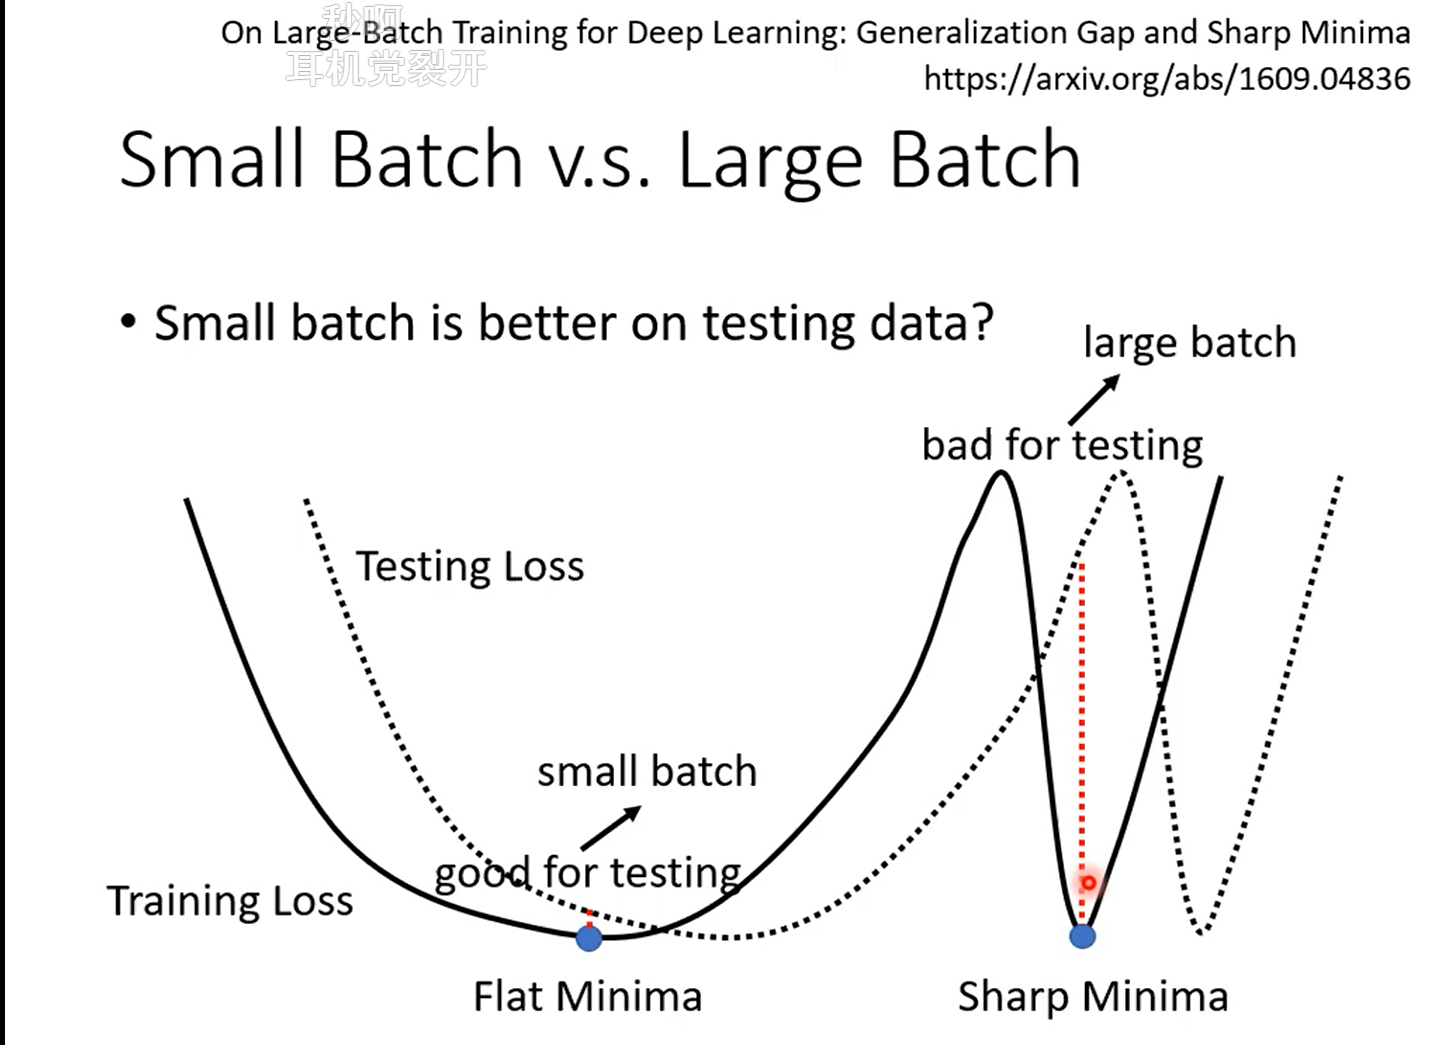 秒啊
On Large-Batch Training for Deep Learning: Generalization Gap and Sharp Minima
耳机党裂开
https://arxiv.org/abs/1609.04836
Small Batch v.s. Large Batch
• Small batch is better on testing data?
large batch
bad for testing
Testing Loss
small batch
good for testing
Training Loss
Flat Minima
Sharp Minima